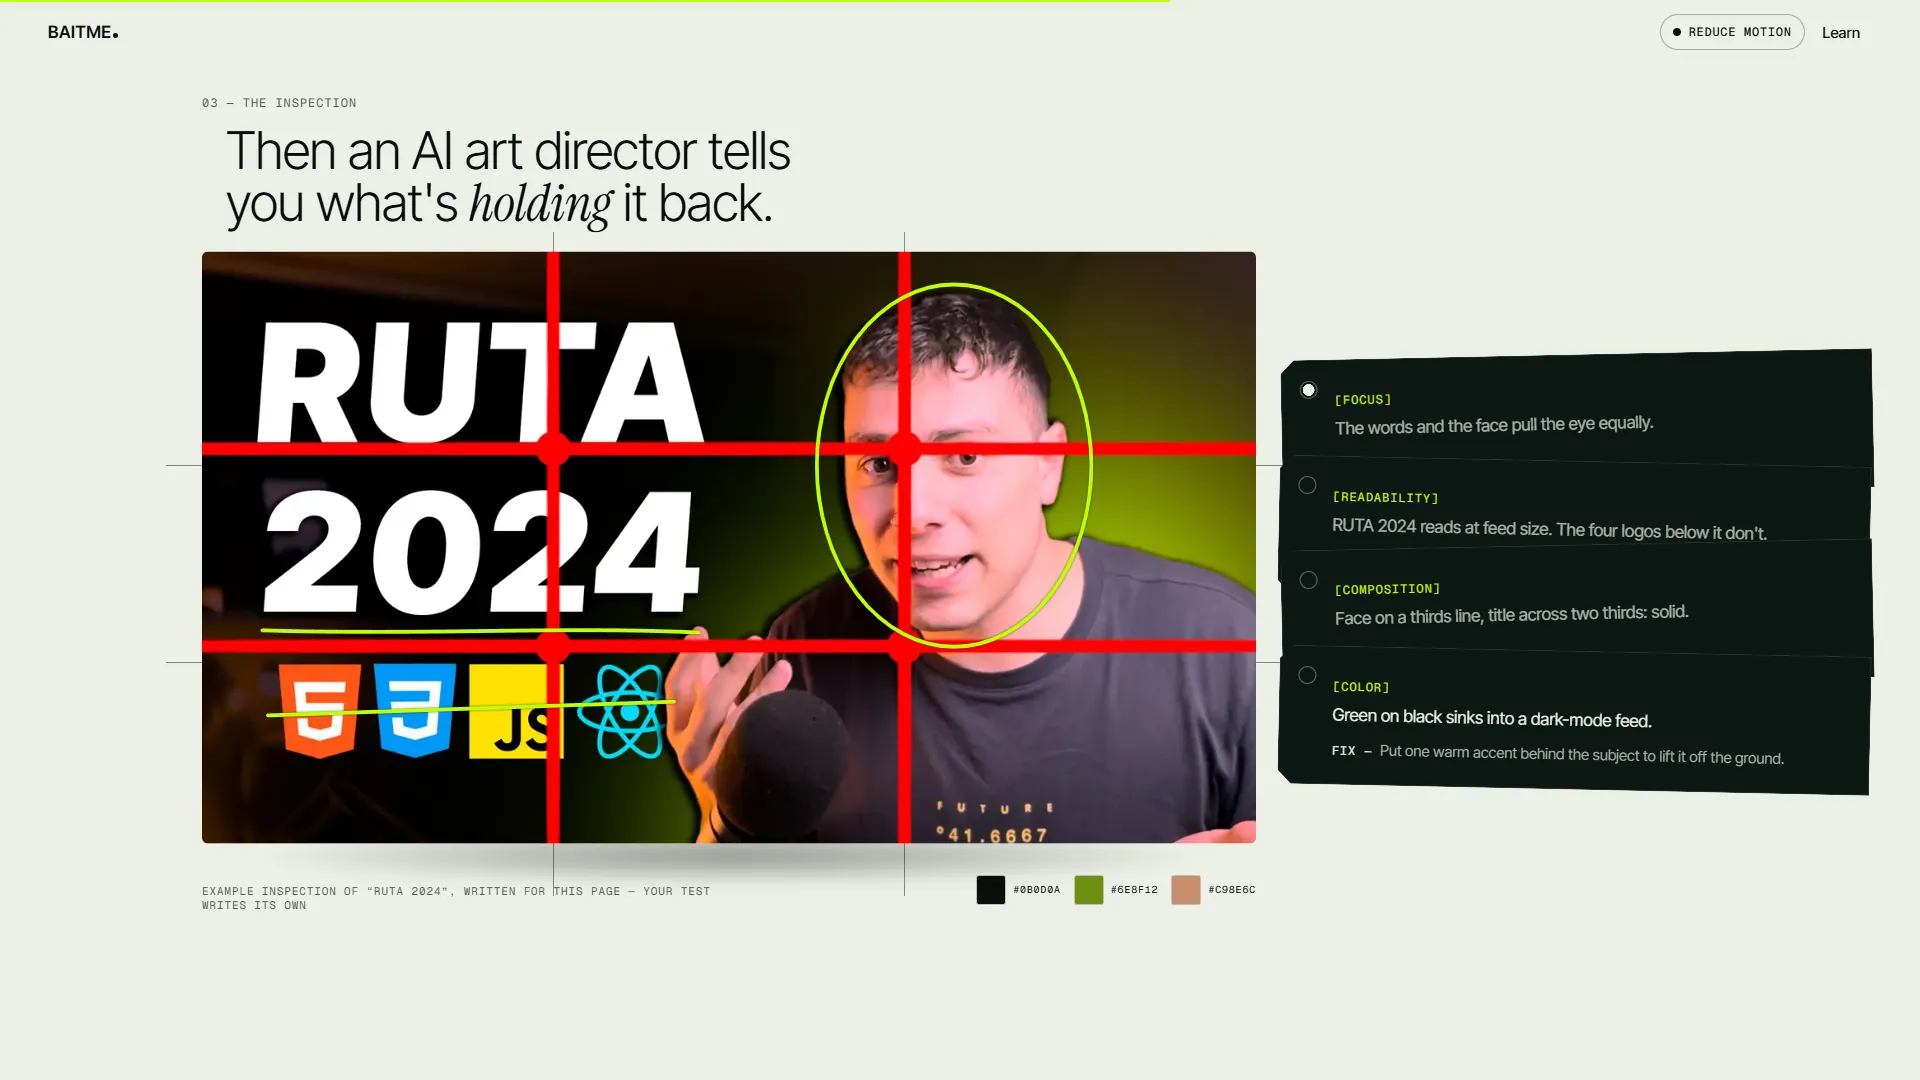 BAITME.
REDUCE MOTION
Learn
03 — THE INSPECTION
Then an AI art director tells
you what's holding it back.
RUTA
2024
5
3
JS
FUTURE
°41.6667
[FOCUS]
The words and the face pull the eye equally.
[READABILITY]
RUTA 2024 reads at feed size. The four logos below it don't.
[COMPOSITION]
Face on a thirds line, title across two thirds: solid.
[COLOR]
Green on black sinks into a dark-mode feed.
FIX — Put one warm accent behind the subject to lift it off the ground.
EXAMPLE INSPECTION OF "RUTA 2024", WRITTEN FOR THIS PAGE — YOUR TEST
WRITES ITS OWN
#0B0D0A
#6E8F12
#C98E6C